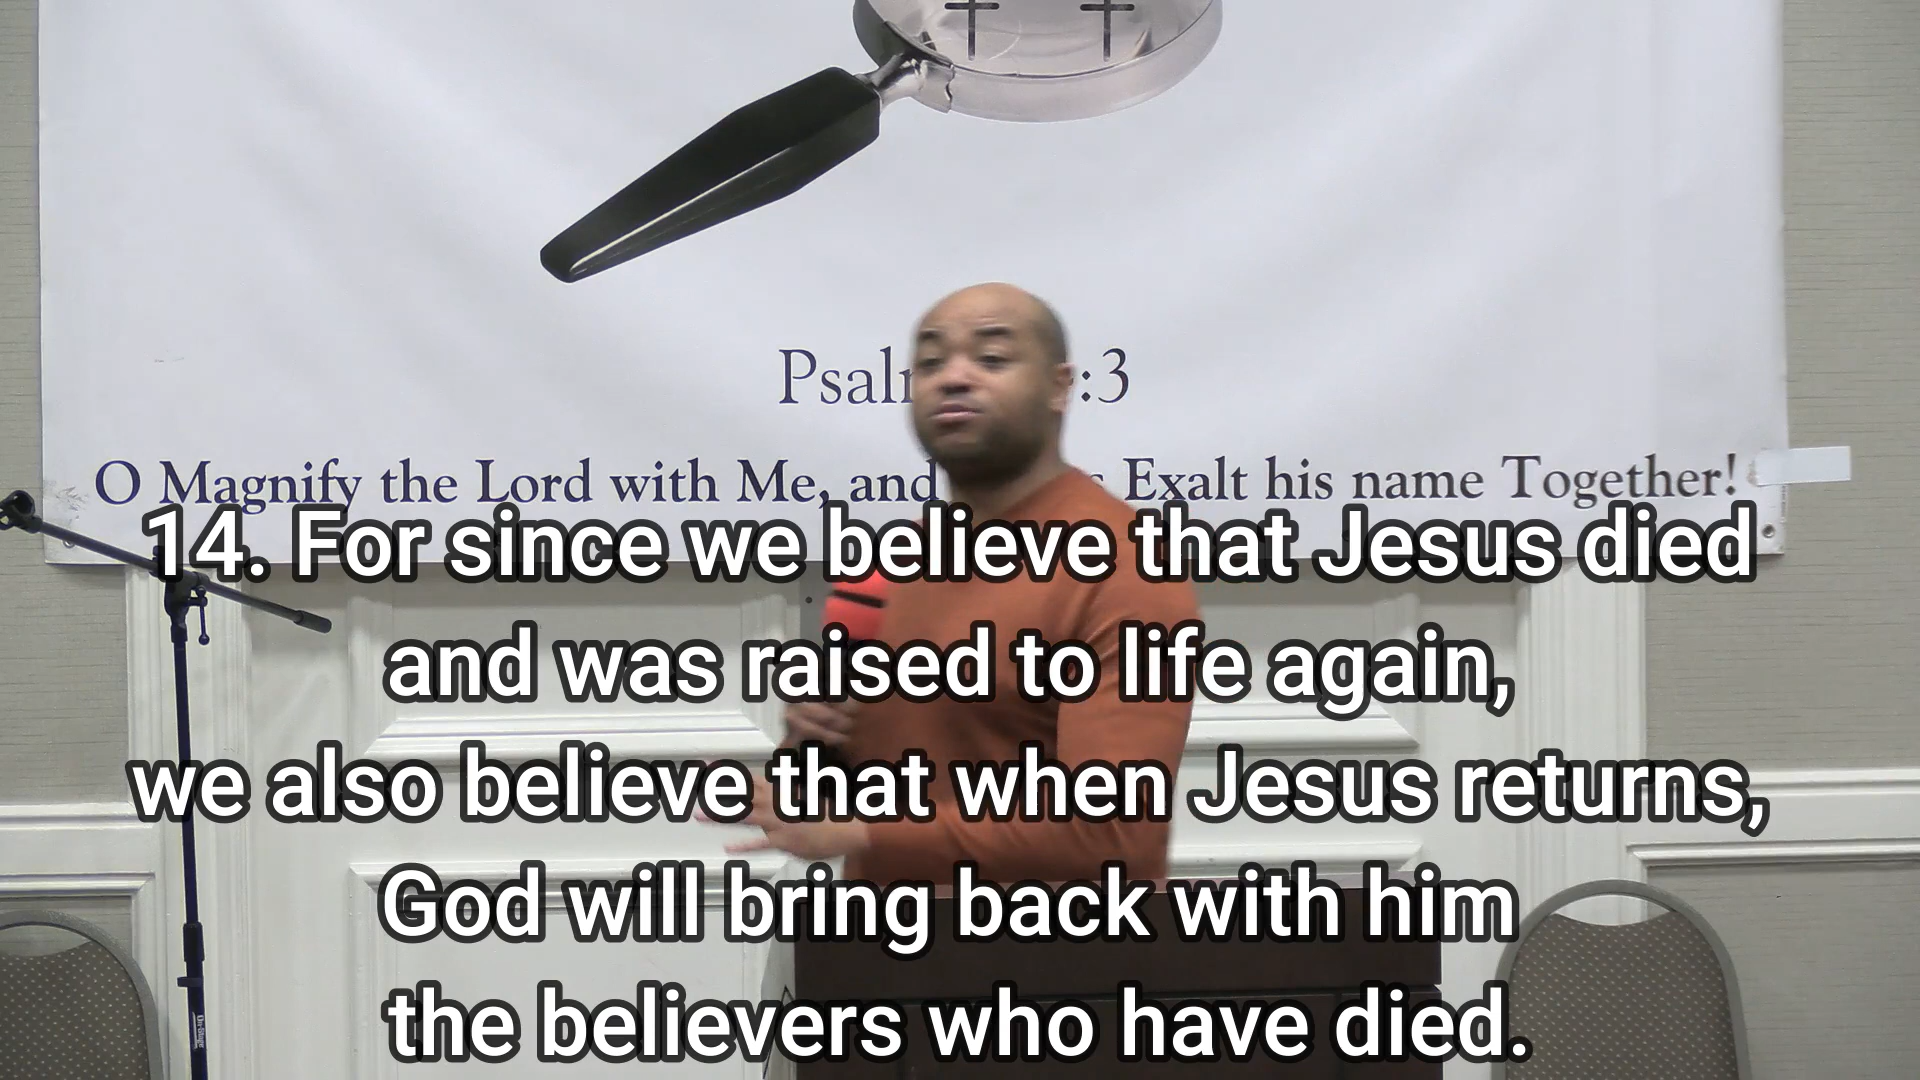 :3
O Magnify the Lord with Me, and Exalt his name Together!
14. For since we believe that Jesus died
and was raised to life again,
we also believe that when Jesus returns,
God will bring back with him
the believers who have died.